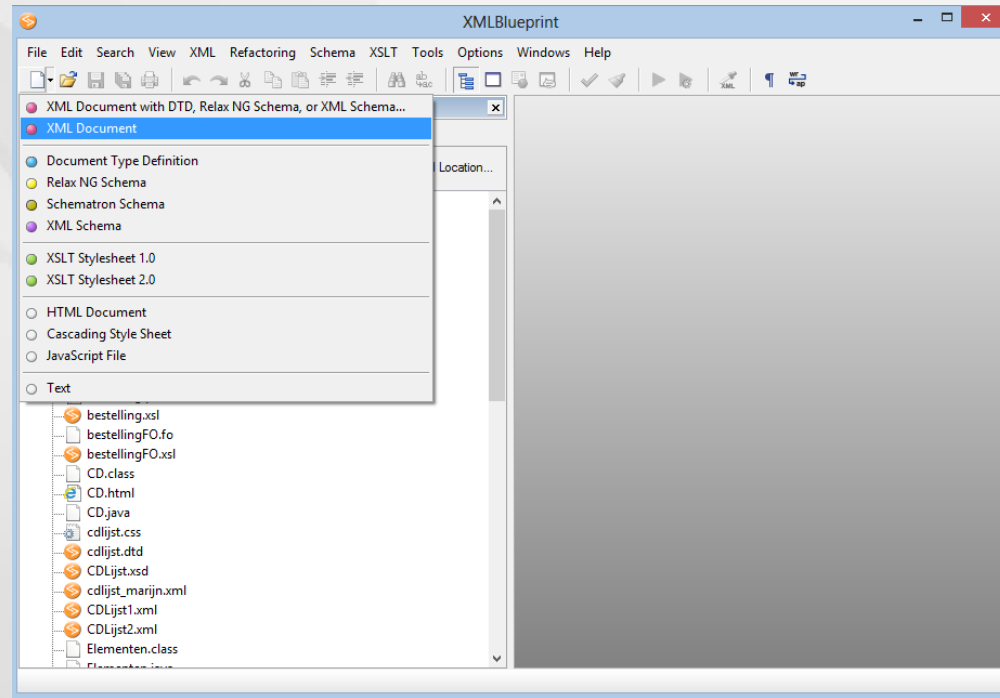 XMLBlueprint
File Edit Search View XML Refactoring Schema XSLT Tools Options Windows Help
XML Document with DTD, Relax NG Schema, or XML Schema...
XML Document
Document Type Definition
Location...
Relax NG Schema
Schematron Schema
XML Schema
XSLT Stylesheet 1.0
XSLT Stylesheet 2.0
HTML Document
Cascading Style Sheet
JavaScript File
Text
bestelling.xsl
bestellingFO.fo
bestellingFO.xsl
CD.class
CD.html
CD.java
cdlijst.css
cdlijst.dtd
CDLijst.xsd
cdlijst_marijn.xml
CDLijst1.xml
CDLijst2.xml
Elementen.class